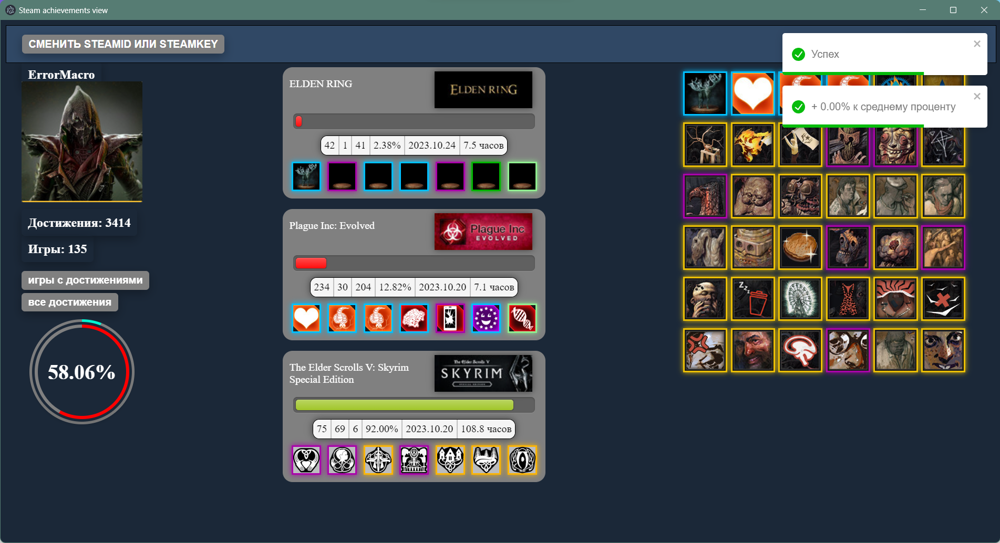 Steam achievements view
СМЕНИТЬ STEAMID ИЛИ STEAMKEY
Успех
+ 0.00% к среднему проценту
ErrorMacro
Достижения: 3414
Игры: 135
игры с достижениями
все достижения
58.06%
ELDEN RING
ELDEN RING
42 1 41 2.38% 2023.10.24 7.5 часов
Plague Inc: Evolved
Plague Inc
EVOLVED
234 30 204 12.82% 2023.10.20 7.1 часов
The Elder Scrolls V: Skyrim
Special Edition
The Elder Scrolls V
SKYRIM
SPECIAL EDITION
75 69 6 92.00% 2023.10.20 108.8 часов
ZZZ